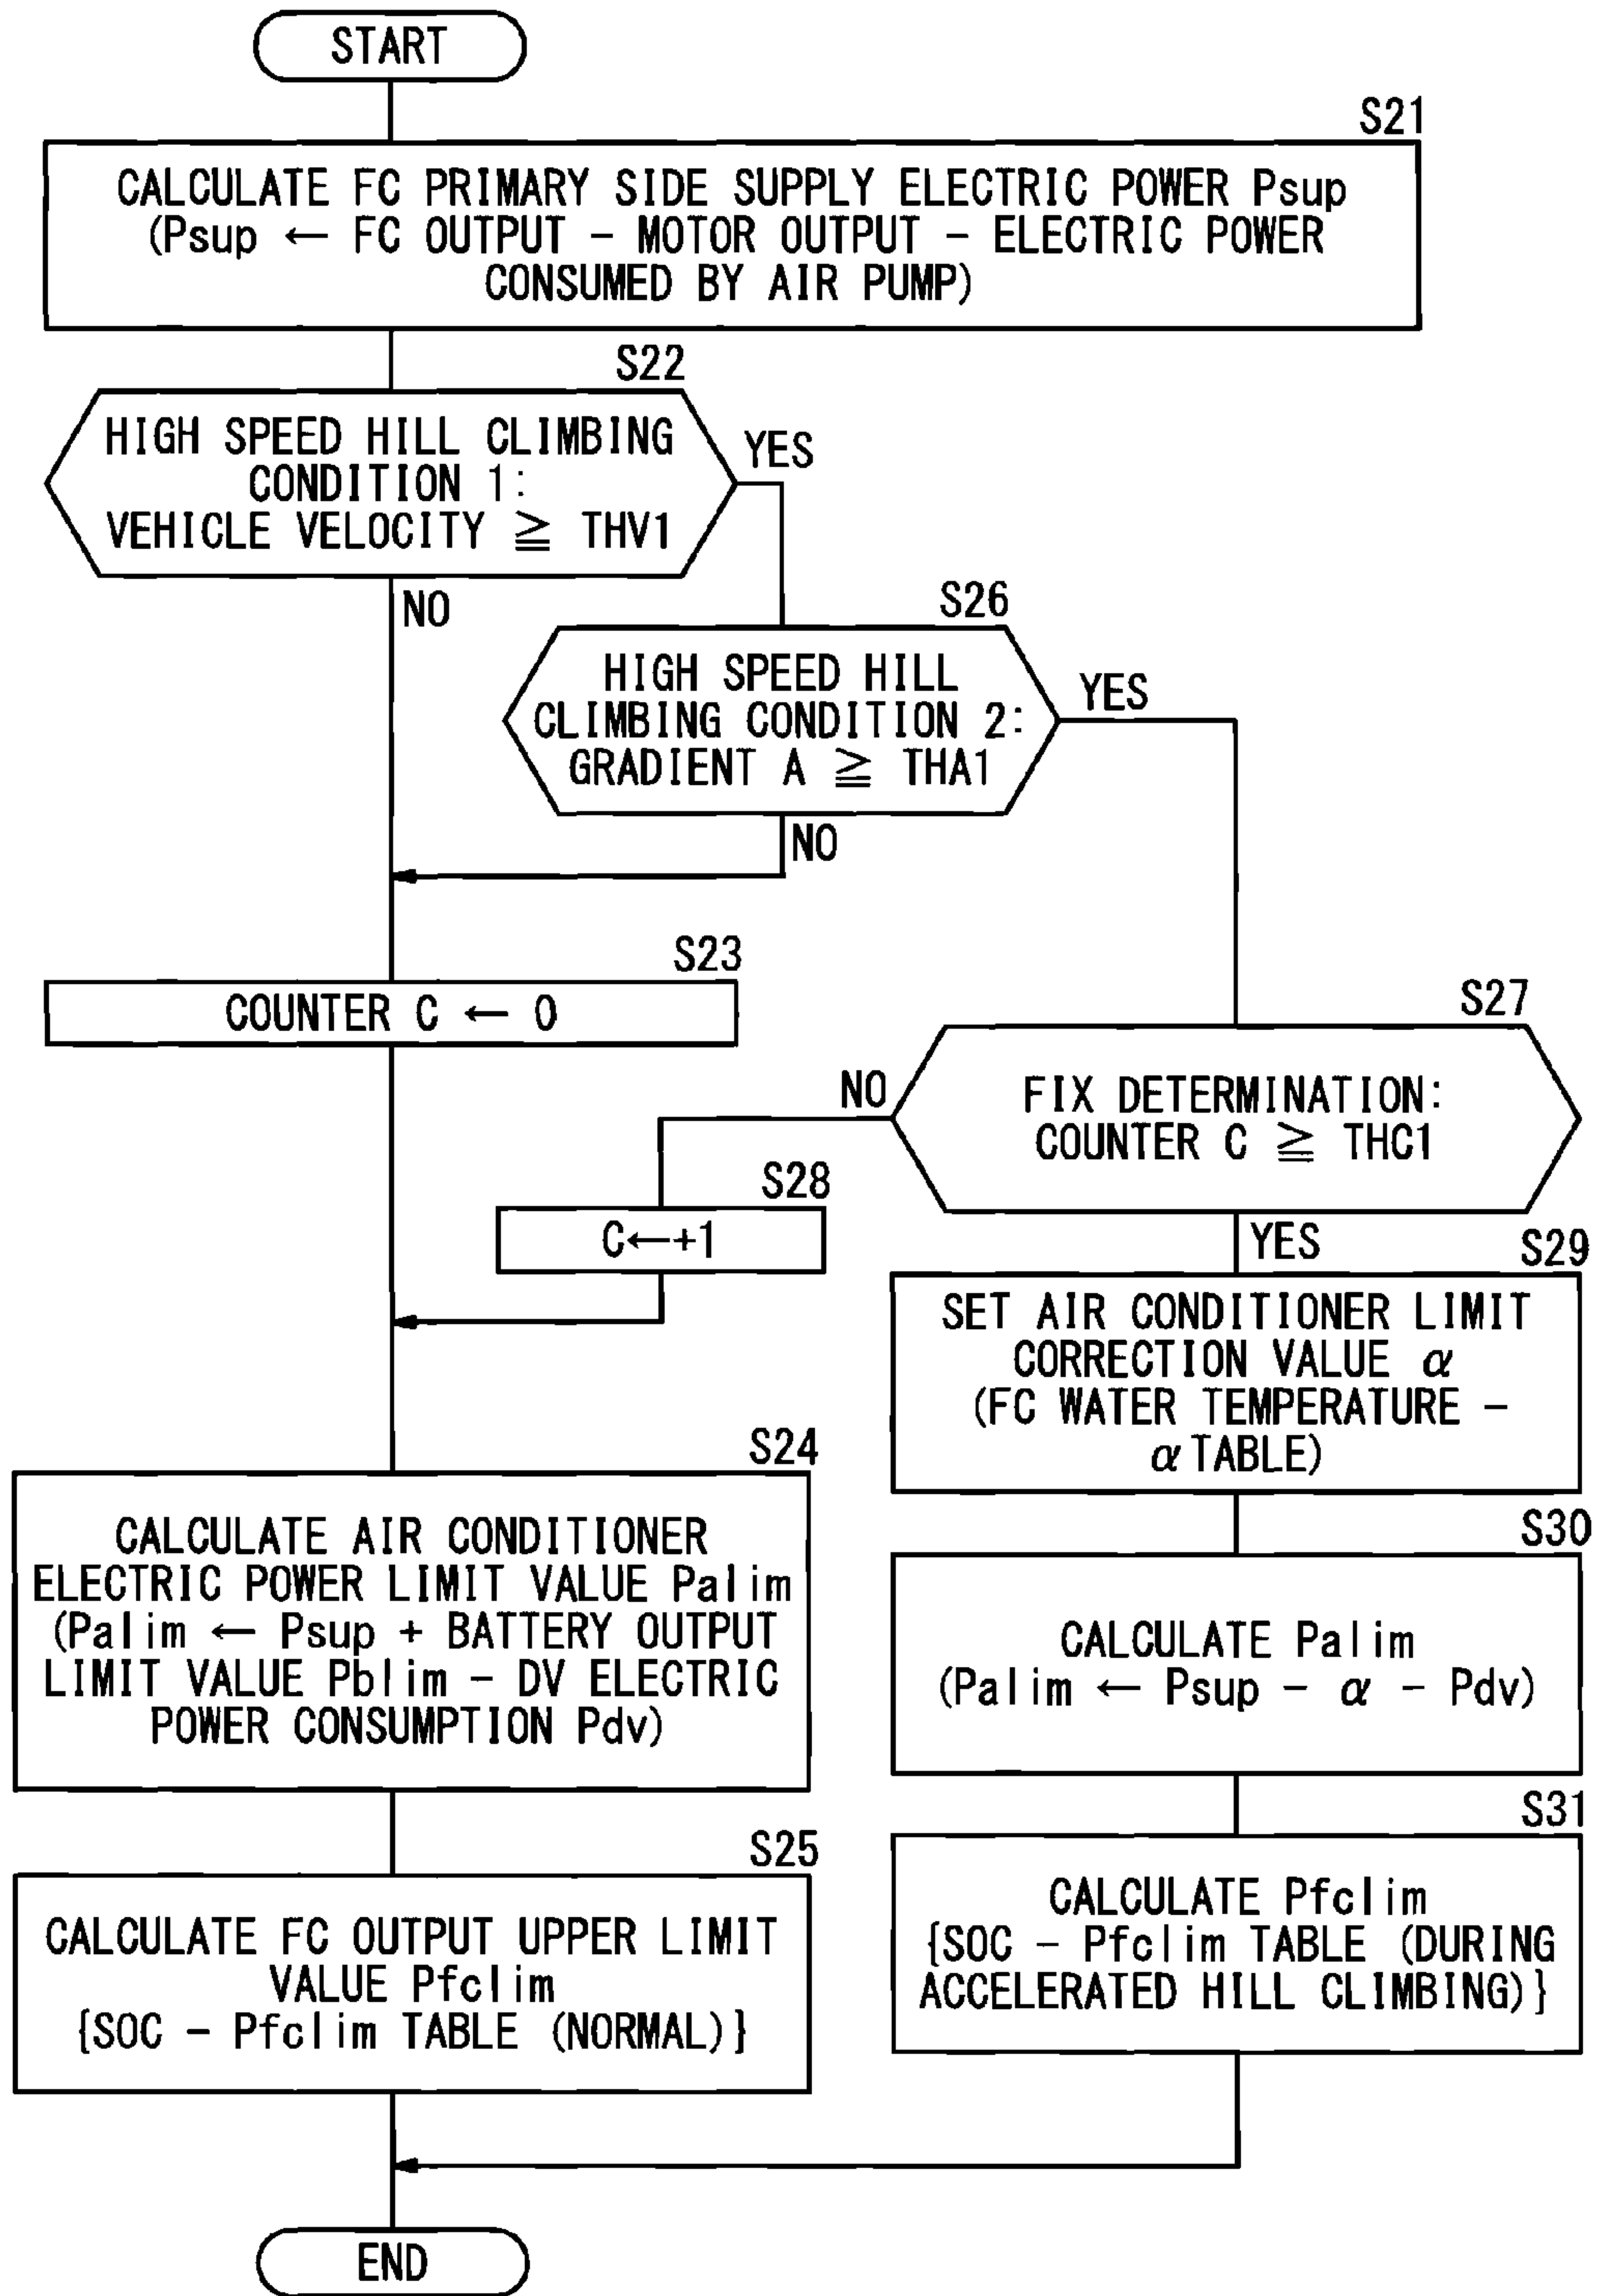 START
S21
CALCULATE FC PRIMARY SIDE SUPPLY ELECTRIC POWER Psup
(Psup ← FC OUTPUT – MOTOR OUTPUT – ELECTRIC POWER
CONSUMED BY AIR PUMP)
S22
HIGH SPEED HILL CLIMBING
CONDITION 1:
VEHICLE VELOCITY ≧ THV1
YES
NO
S26
HIGH SPEED HILL
CLIMBING CONDITION 2:
GRADIENT A ≧ THA1
YES
NO
S23
COUNTER C ← 0
S27
FIX DETERMINATION:
COUNTER C ≧ THC1
NO
YES
S28
C←+1
S29
SET AIR CONDITIONER LIMIT
CORRECTION VALUE α
(FC WATER TEMPERATURE –
α TABLE)
S24
CALCULATE AIR CONDITIONER
ELECTRIC POWER LIMIT VALUE Palim
(Palim ← Psup + BATTERY OUTPUT
LIMIT VALUE Pblim – DV ELECTRIC
POWER CONSUMPTION Pdv)
S30
CALCULATE Palim
(Palim ← Psup – α – Pdv)
S25
CALCULATE FC OUTPUT UPPER LIMIT
VALUE Pfclim
{SOC – Pfclim TABLE (NORMAL)}
S31
CALCULATE Pfclim
{SOC – Pfclim TABLE (DURING
ACCELERATED HILL CLIMBING)}
END